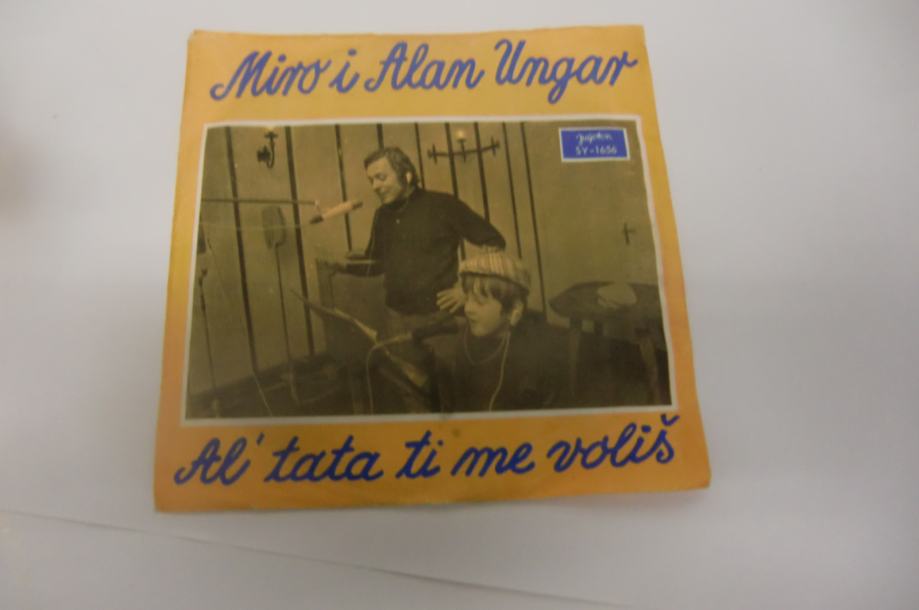 Miro i Alan Ungar
jugoton
SY-1656
Al' tata ti me voliš